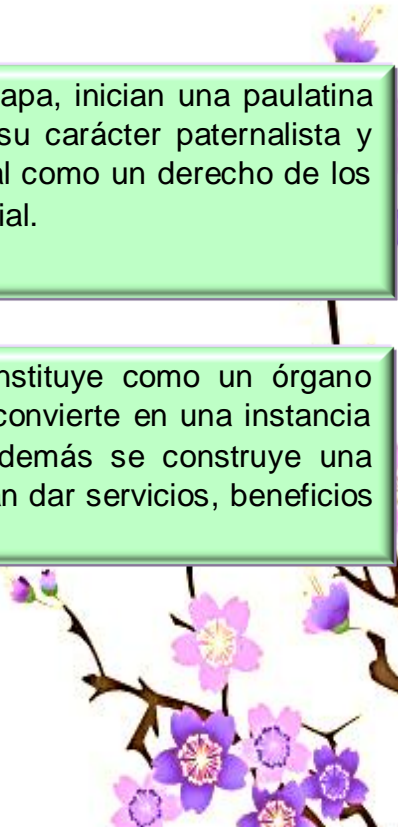 apa, inician una paulatina
su carácter paternalista y
al como un derecho de los
ial.
nstituye como un órgano
convierte en una instancia
demás se construye una
án dar servicios, beneficios